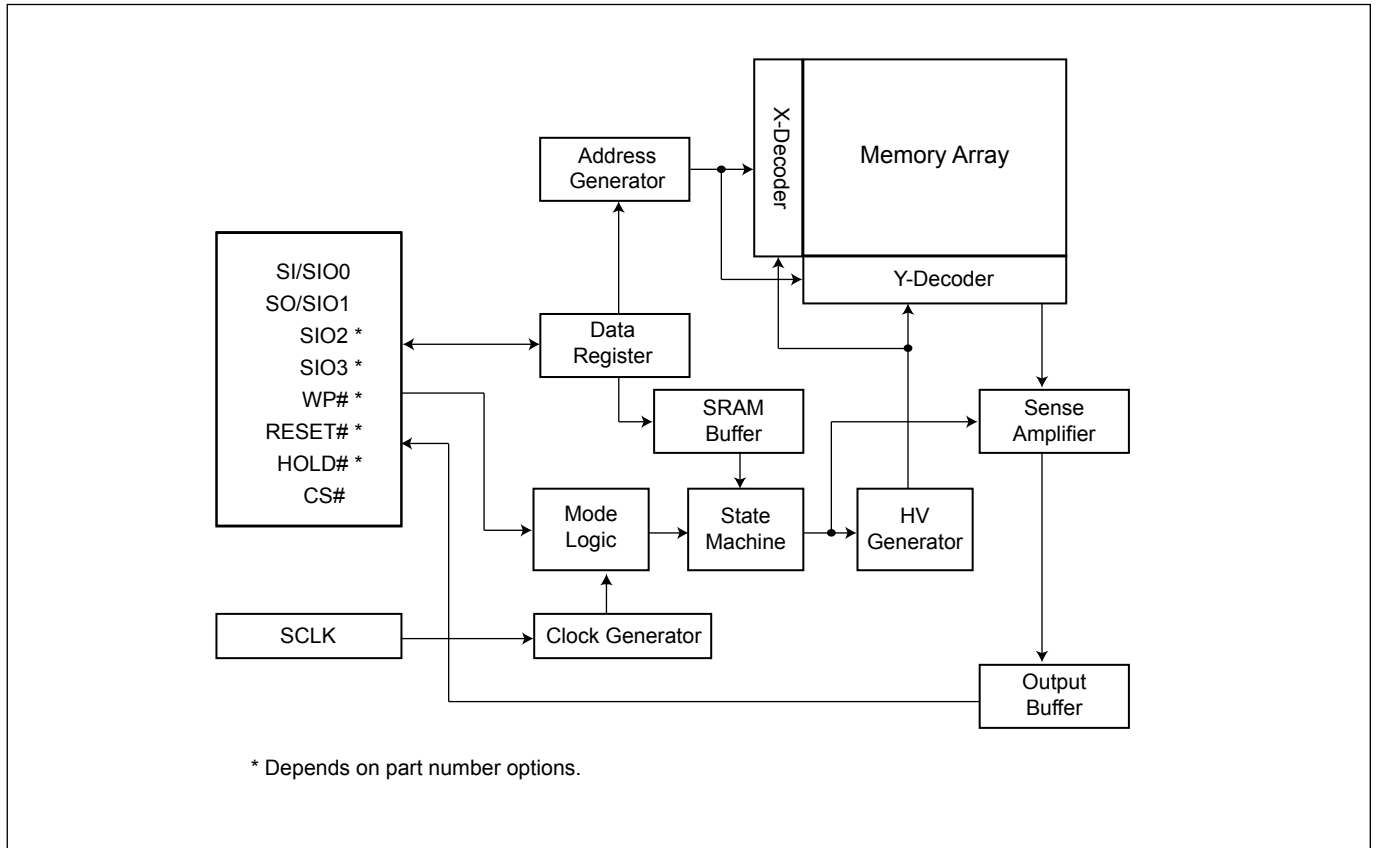 X-Decoder
Memory Array
Address
Generator
SI/SIO0
SO/SIO1
SIO2 *
SIO3 *
WP# *
RESET# *
HOLD# *
CS#
Y-Decoder
Data
Register
SRAM
Buffer
Sense
Amplifier
Mode
Logic
State
Machine
HV
Generator
SCLK
Clock Generator
Output
Buffer
* Depends on part number options.